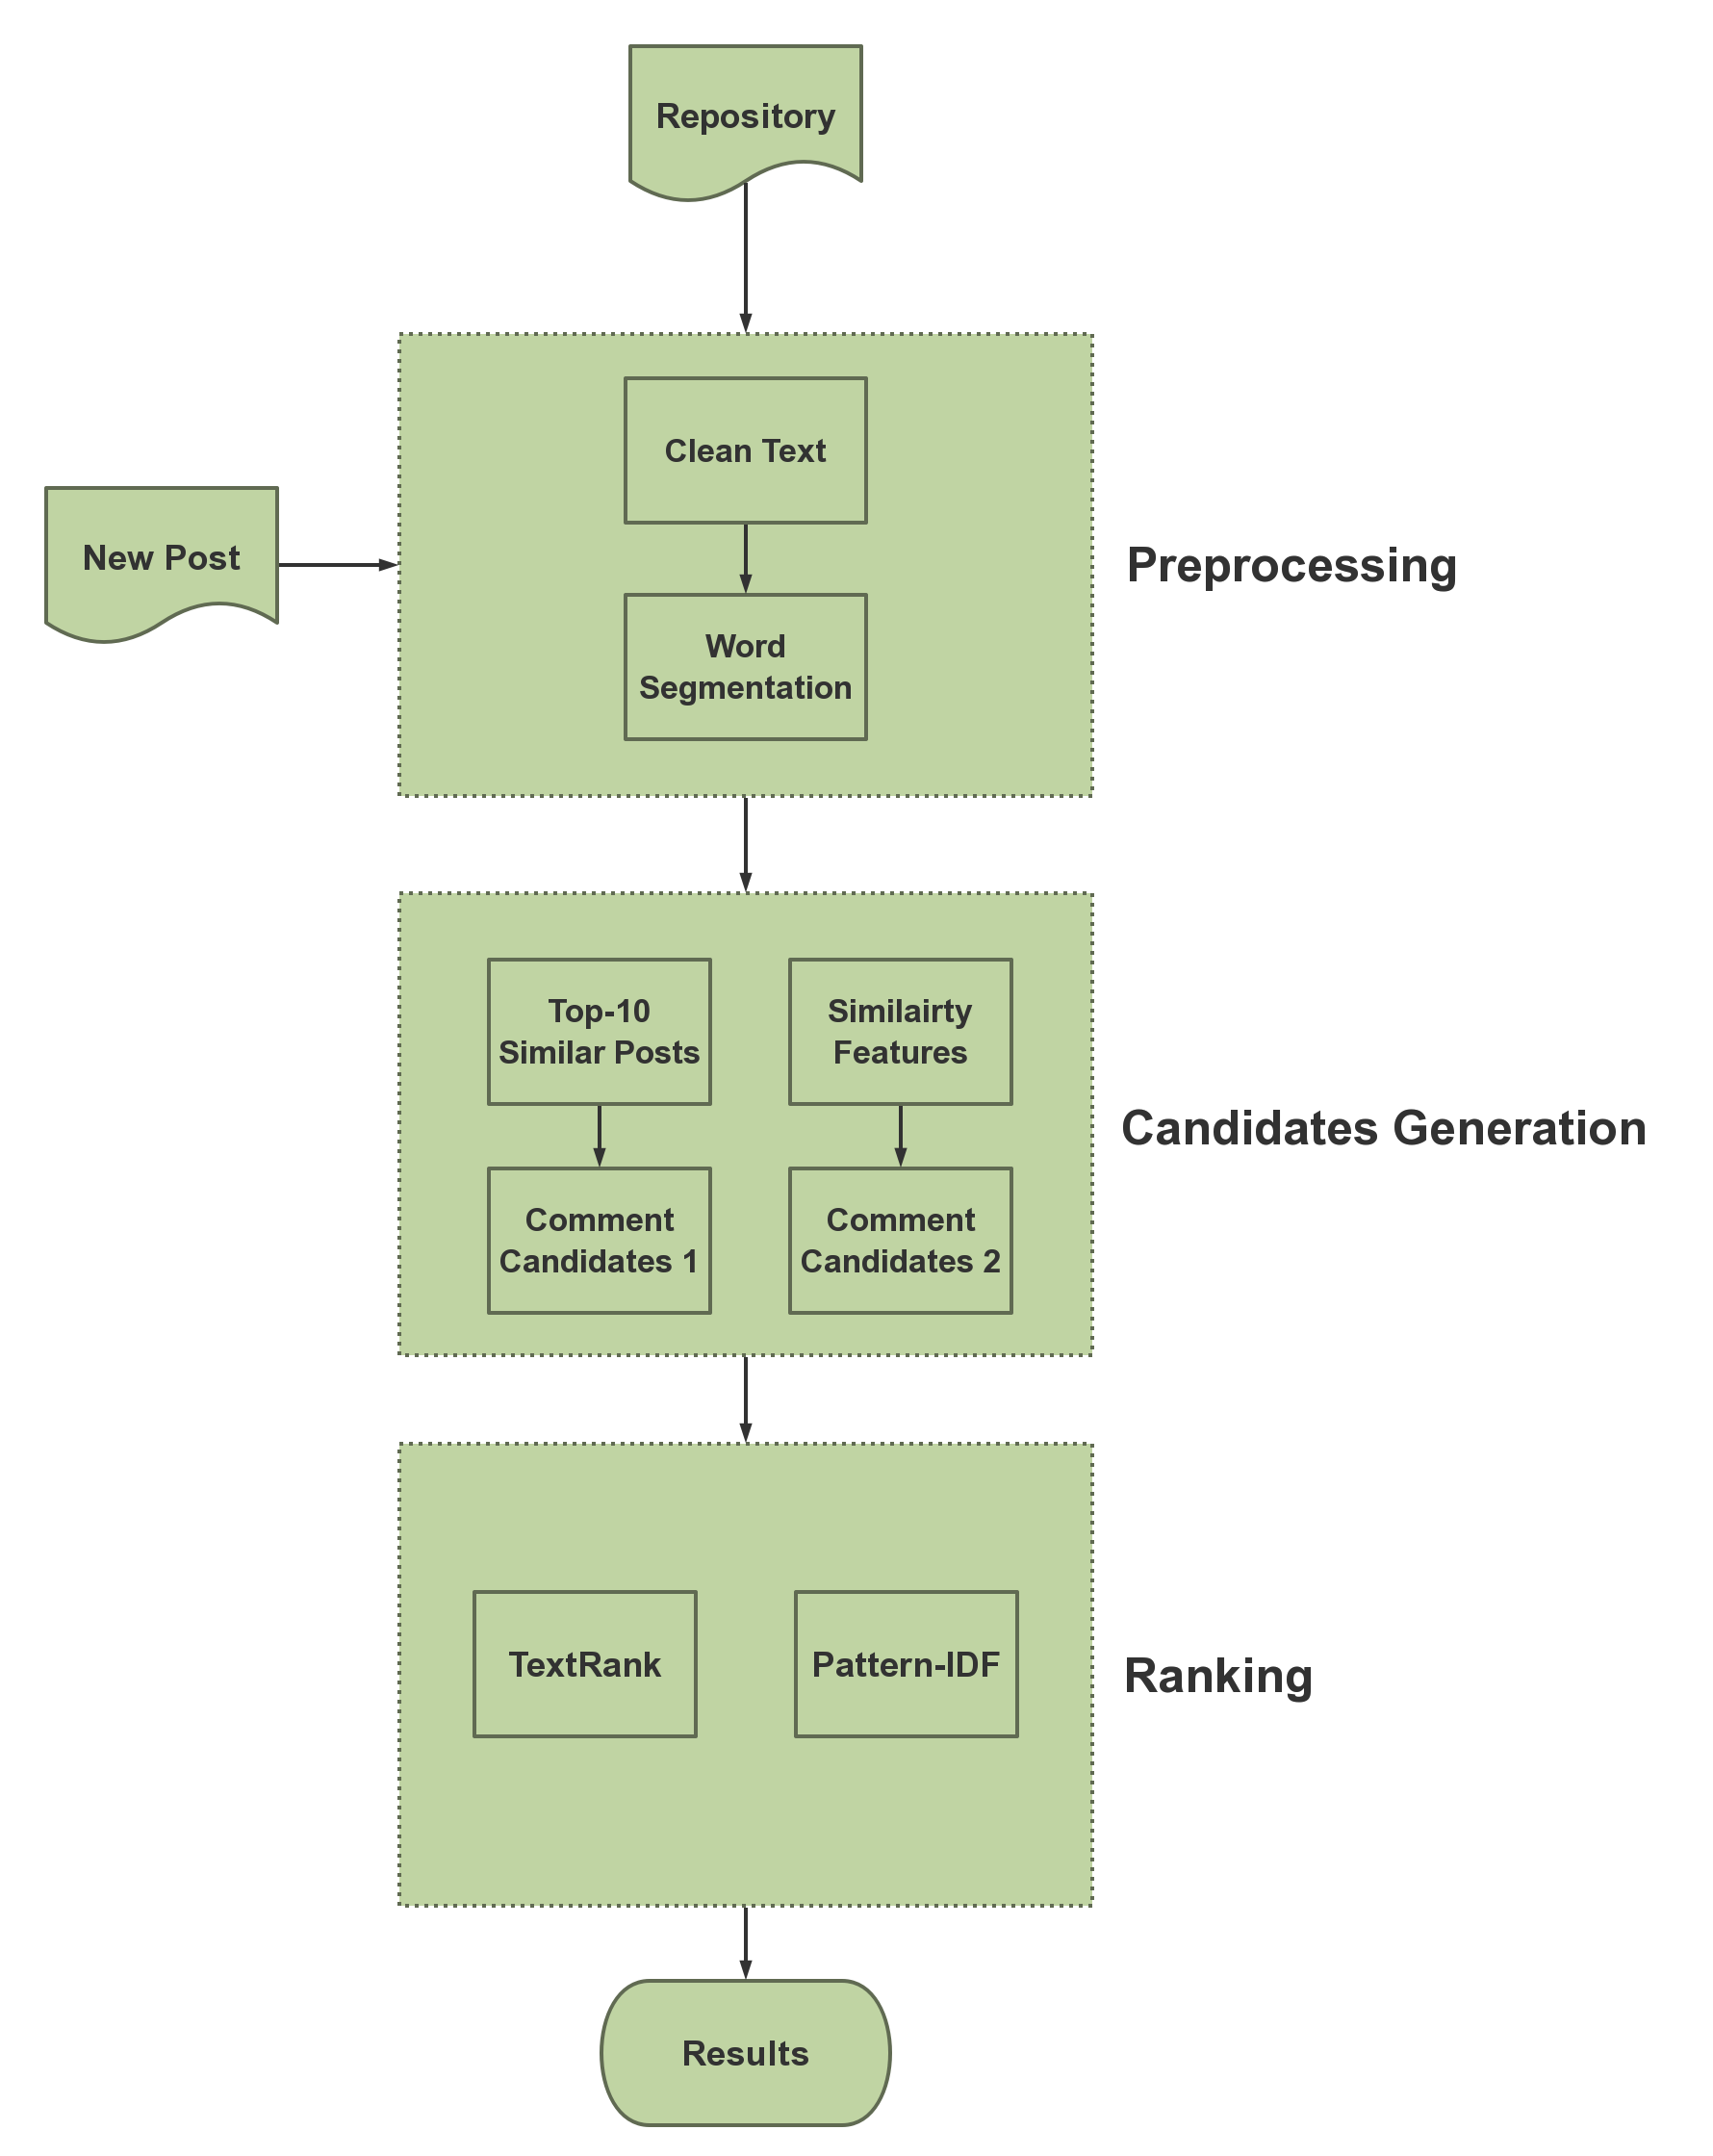 Repository
Clean Text
New Post
Word
Segmentation
Preprocessing
Top-10
Similar Posts
Similairty
Features
Comment
Candidates 1
Comment
Candidates 2
Candidates Generation
TextRank
Pattern-IDF
Ranking
Results